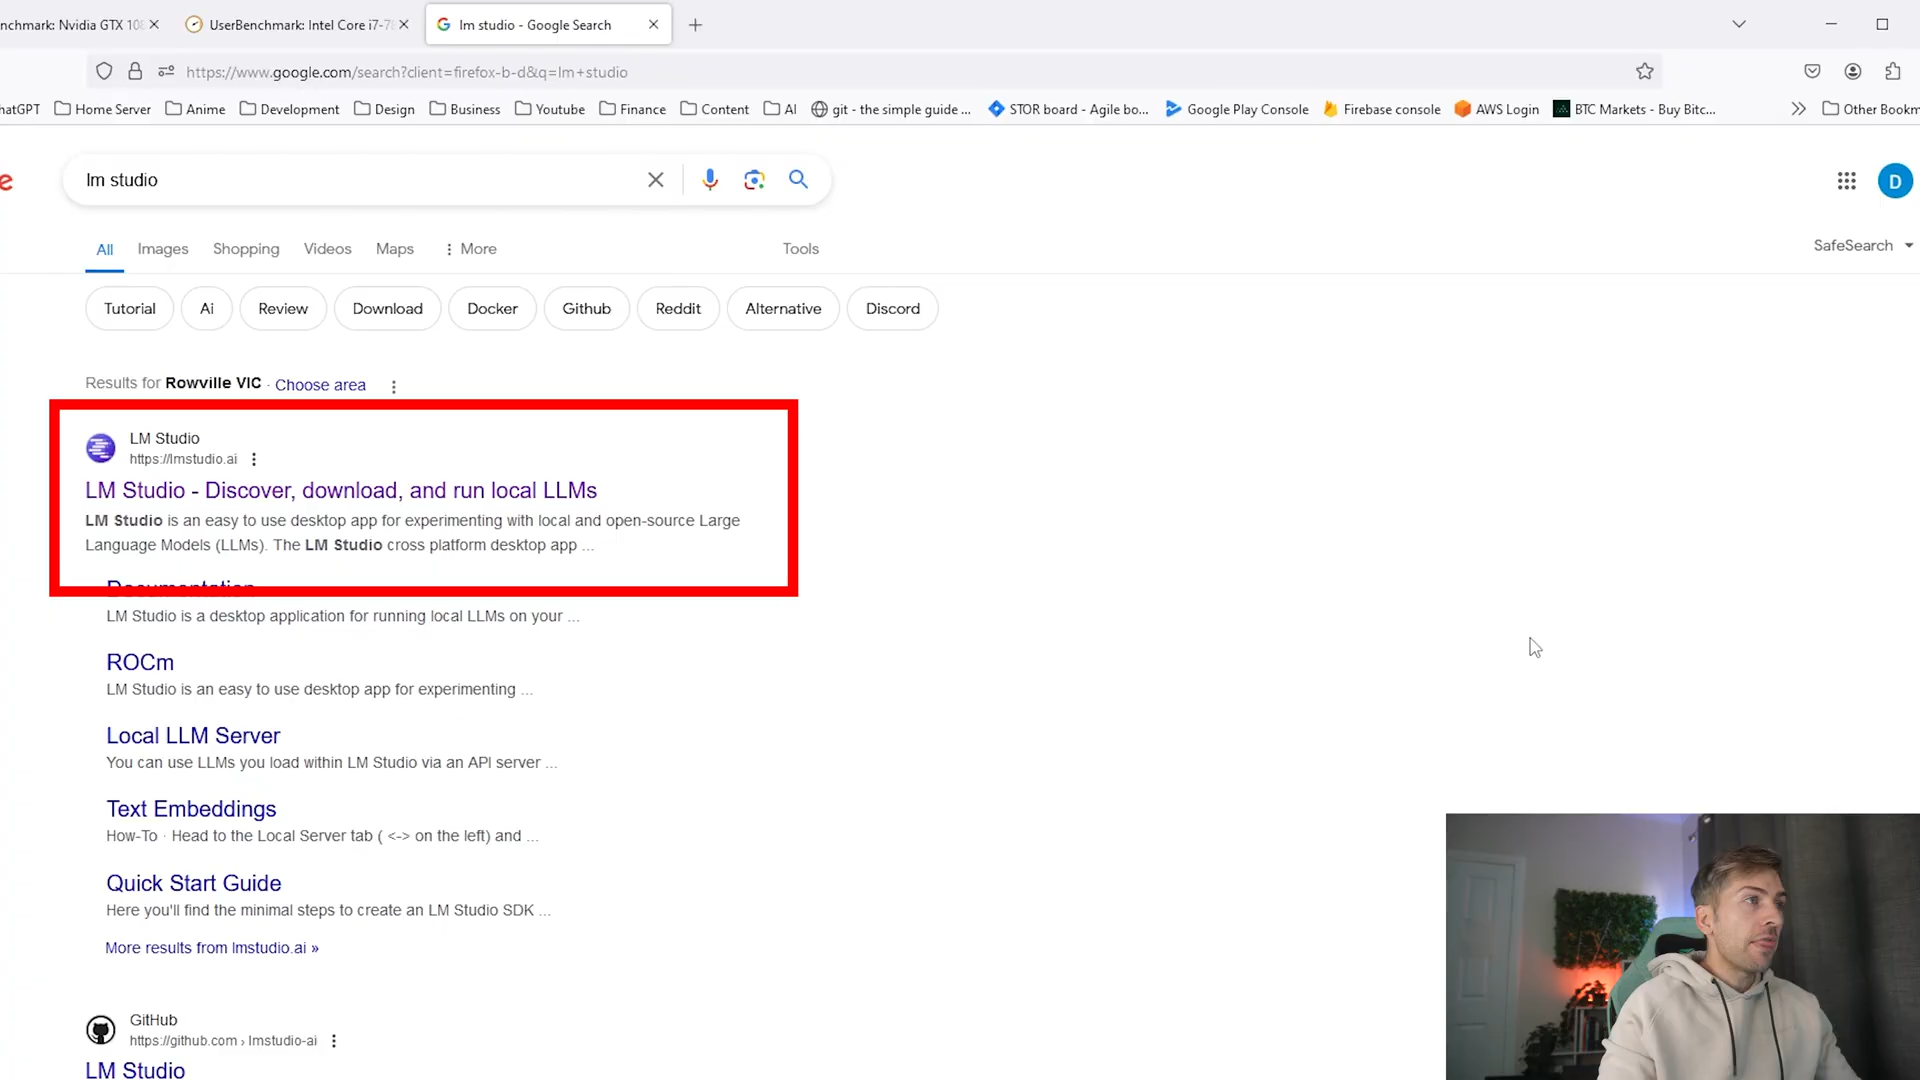 nchmark: Nvidia GTX 108
UserBenchmark: Intel Core i7-78
lm studio - Google Search
https://www.google.com/search?client=firefox-b-d&q=lm+studio
hatGPT
Home Server
Anime
Development
Design
Business
Youtube
Finance
Content
AI
git - the simple guide ...
STOR board - Agile bo...
Google Play Console
Firebase console
AWS Login
BTC Markets - Buy Bitc...
Other Bookm
e
lm studio
D
All
Images
Shopping
Videos
Maps
More
Tools
SafeSearch
Tutorial
Ai
Review
Download
Docker
Github
Reddit
Alternative
Discord
Results for Rowville VIC · Choose area
LM Studio
https://lmstudio.ai
LM Studio - Discover, download, and run local LLMs
LM Studio is an easy to use desktop app for experimenting with local and open-source Large
Language Models (LLMs). The LM Studio cross platform desktop app ...
Documentation
LM Studio is a desktop application for running local LLMs on your ...
ROCm
LM Studio is an easy to use desktop app for experimenting ...
Local LLM Server
You can use LLMs you load within LM Studio via an API server ...
Text Embeddings
How-To · Head to the Local Server tab ( <-> on the left) and ...
Quick Start Guide
Here you'll find the minimal steps to create an LM Studio SDK ...
More results from lmstudio.ai »
GitHub
https://github.com › lmstudio-ai
LM Studio